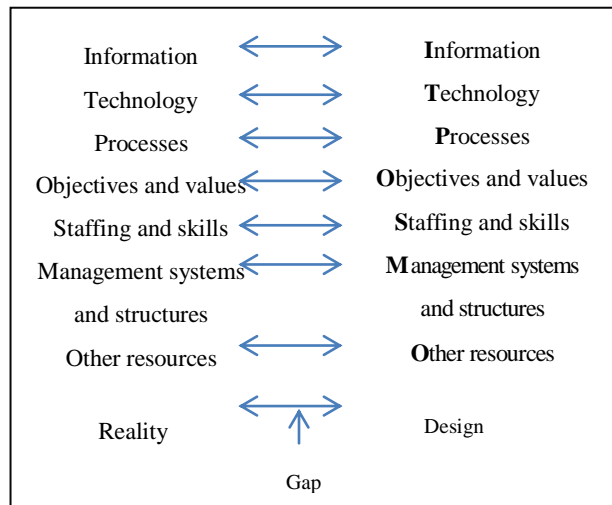 Information Information
Technology Technology
Processes Processes
Objectives and values Objectives and values
Staffing and skills Staffing and skills
Management systems Management systems
and structures and structures
Other resources Other resources
Reality Design
Gap